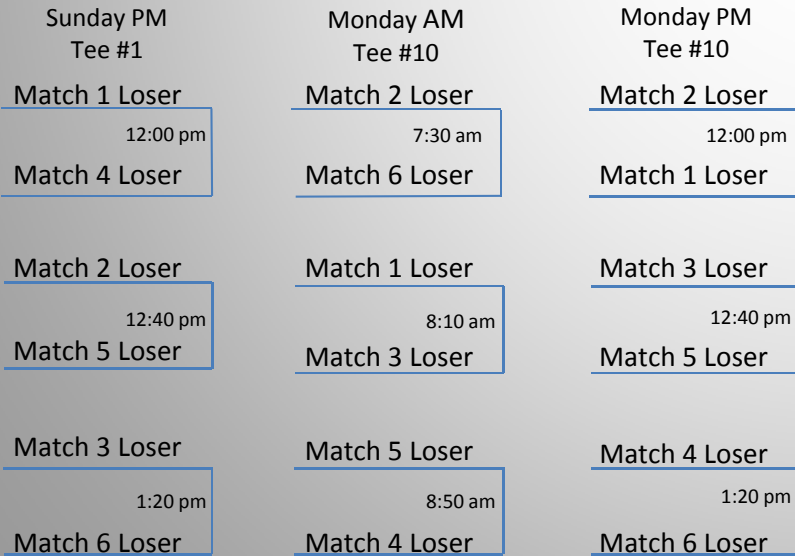 Sunday PM
Tee #1
Match 1 Loser
12:00 pm
Match 4 Loser
Match 2 Loser
12:40 pm
Match 5 Loser
Match 3 Loser
1:20 pm
Match 6 Loser
Monday AM
Tee #10
Match 2 Loser
7:30 am
Match 6 Loser
Match 1 Loser
8:10 am
Match 3 Loser
Match 5 Loser
8:50 am
Match 4 Loser
Monday PM
Tee #10
Match 2 Loser
12:00 pm
Match 1 Loser
Match 3 Loser
12:40 pm
Match 5 Loser
Match 4 Loser
1:20 pm
Match 6 Loser